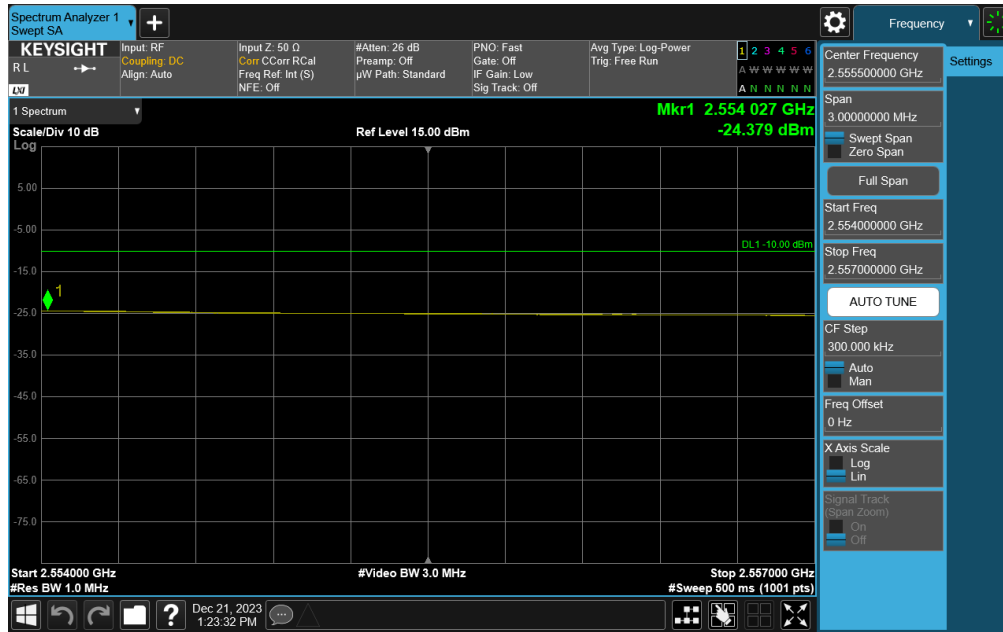 Spectrum Analyzer 1
Swept SA
Frequency
KEYSIGHT
RL
LXI
Input: RF
Coupling: DC
Align: Auto
Input Z: 50 Ω
Corr CCorr RCal
Freq Ref: Int (S)
NFE: Off
#Atten: 26 dB
Preamp: Off
µW Path: Standard
PNO: Fast
Gate: Off
IF Gain: Low
Sig Track: Off
Avg Type: Log-Power
Trig: Free Run
1 2 3 4 5 6
A W W W W W
A N N N N N
1 Spectrum
Scale/Div 10 dB
Log
Ref Level 15.00 dBm
Mkr1 2.554 027 GHz
-24.379 dBm
5.00
-5.00
DL1 -10.00 dBm
-15.0
1
-25.0
-35.0
-45.0
-55.0
-65.0
-75.0
Start 2.554000 GHz
#Res BW 1.0 MHz
#Video BW 3.0 MHz
Stop 2.557000 GHz
#Sweep 500 ms (1001 pts)
Center Frequency
2.555500000 GHz
Settings
Span
3.00000000 MHz
Swept Span
Zero Span
Full Span
Start Freq
2.554000000 GHz
Stop Freq
2.557000000 GHz
AUTO TUNE
CF Step
300.000 kHz
Auto
Man
Freq Offset
0 Hz
X Axis Scale
Log
Lin
Signal Track
(Span Zoom)
On
Off
?
Dec 21, 2023
1:23:32 PM